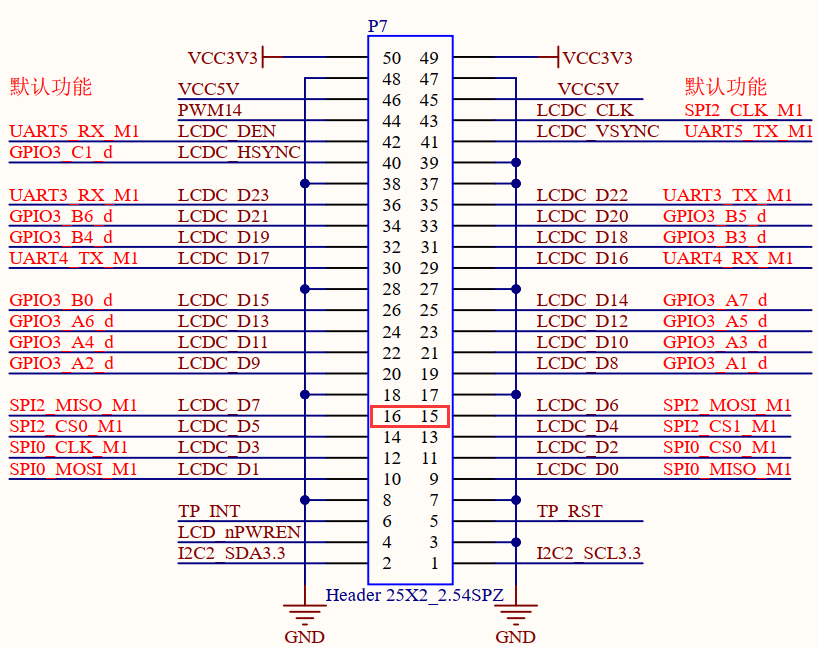 P7
VCC3V3 50 49 VCC3V3
默认功能 48 47 默认功能
VCC5V 46 45 VCC5V
PWM14 44 43 LCDC_CLK SPI2_CLK_M1
UART5_RX_M1 LCDC_DEN 42 41 LCDC_VSYNC UART5_TX_M1
GPIO3_C1_d LCDC_HSYNC 40 39
38 37
UART3_RX_M1 LCDC_D23 36 35 LCDC_D22 UART3_TX_M1
GPIO3_B6_d LCDC_D21 34 33 LCDC_D20 GPIO3_B5_d
GPIO3_B4_d LCDC_D19 32 31 LCDC_D18 GPIO3_B3_d
UART4_TX_M1 LCDC_D17 30 29 LCDC_D16 UART4_RX_M1
28 27
GPIO3_B0_d LCDC_D15 26 25 LCDC_D14 GPIO3_A7_d
GPIO3_A6_d LCDC_D13 24 23 LCDC_D12 GPIO3_A5_d
GPIO3_A4_d LCDC_D11 22 21 LCDC_D10 GPIO3_A3_d
GPIO3_A2_d LCDC_D9 20 19 LCDC_D8 GPIO3_A1_d
18 17
SPI2_MISO_M1 LCDC_D7 16 15 LCDC_D6 SPI2_MOSI_M1
SPI2_CS0_M1 LCDC_D5 14 13 LCDC_D4 SPI2_CS1_M1
SPI0_CLK_M1 LCDC_D3 12 11 LCDC_D2 SPI0_CS0_M1
SPI0_MOSI_M1 LCDC_D1 10 9 LCDC_D0 SPI0_MISO_M1
8 7
TP_INT 6 5 TP_RST
LCD_nPWREN 4 3
I2C2_SDA3.3 2 1 I2C2_SCL3.3
Header 25X2_2.54SPZ
GND GND